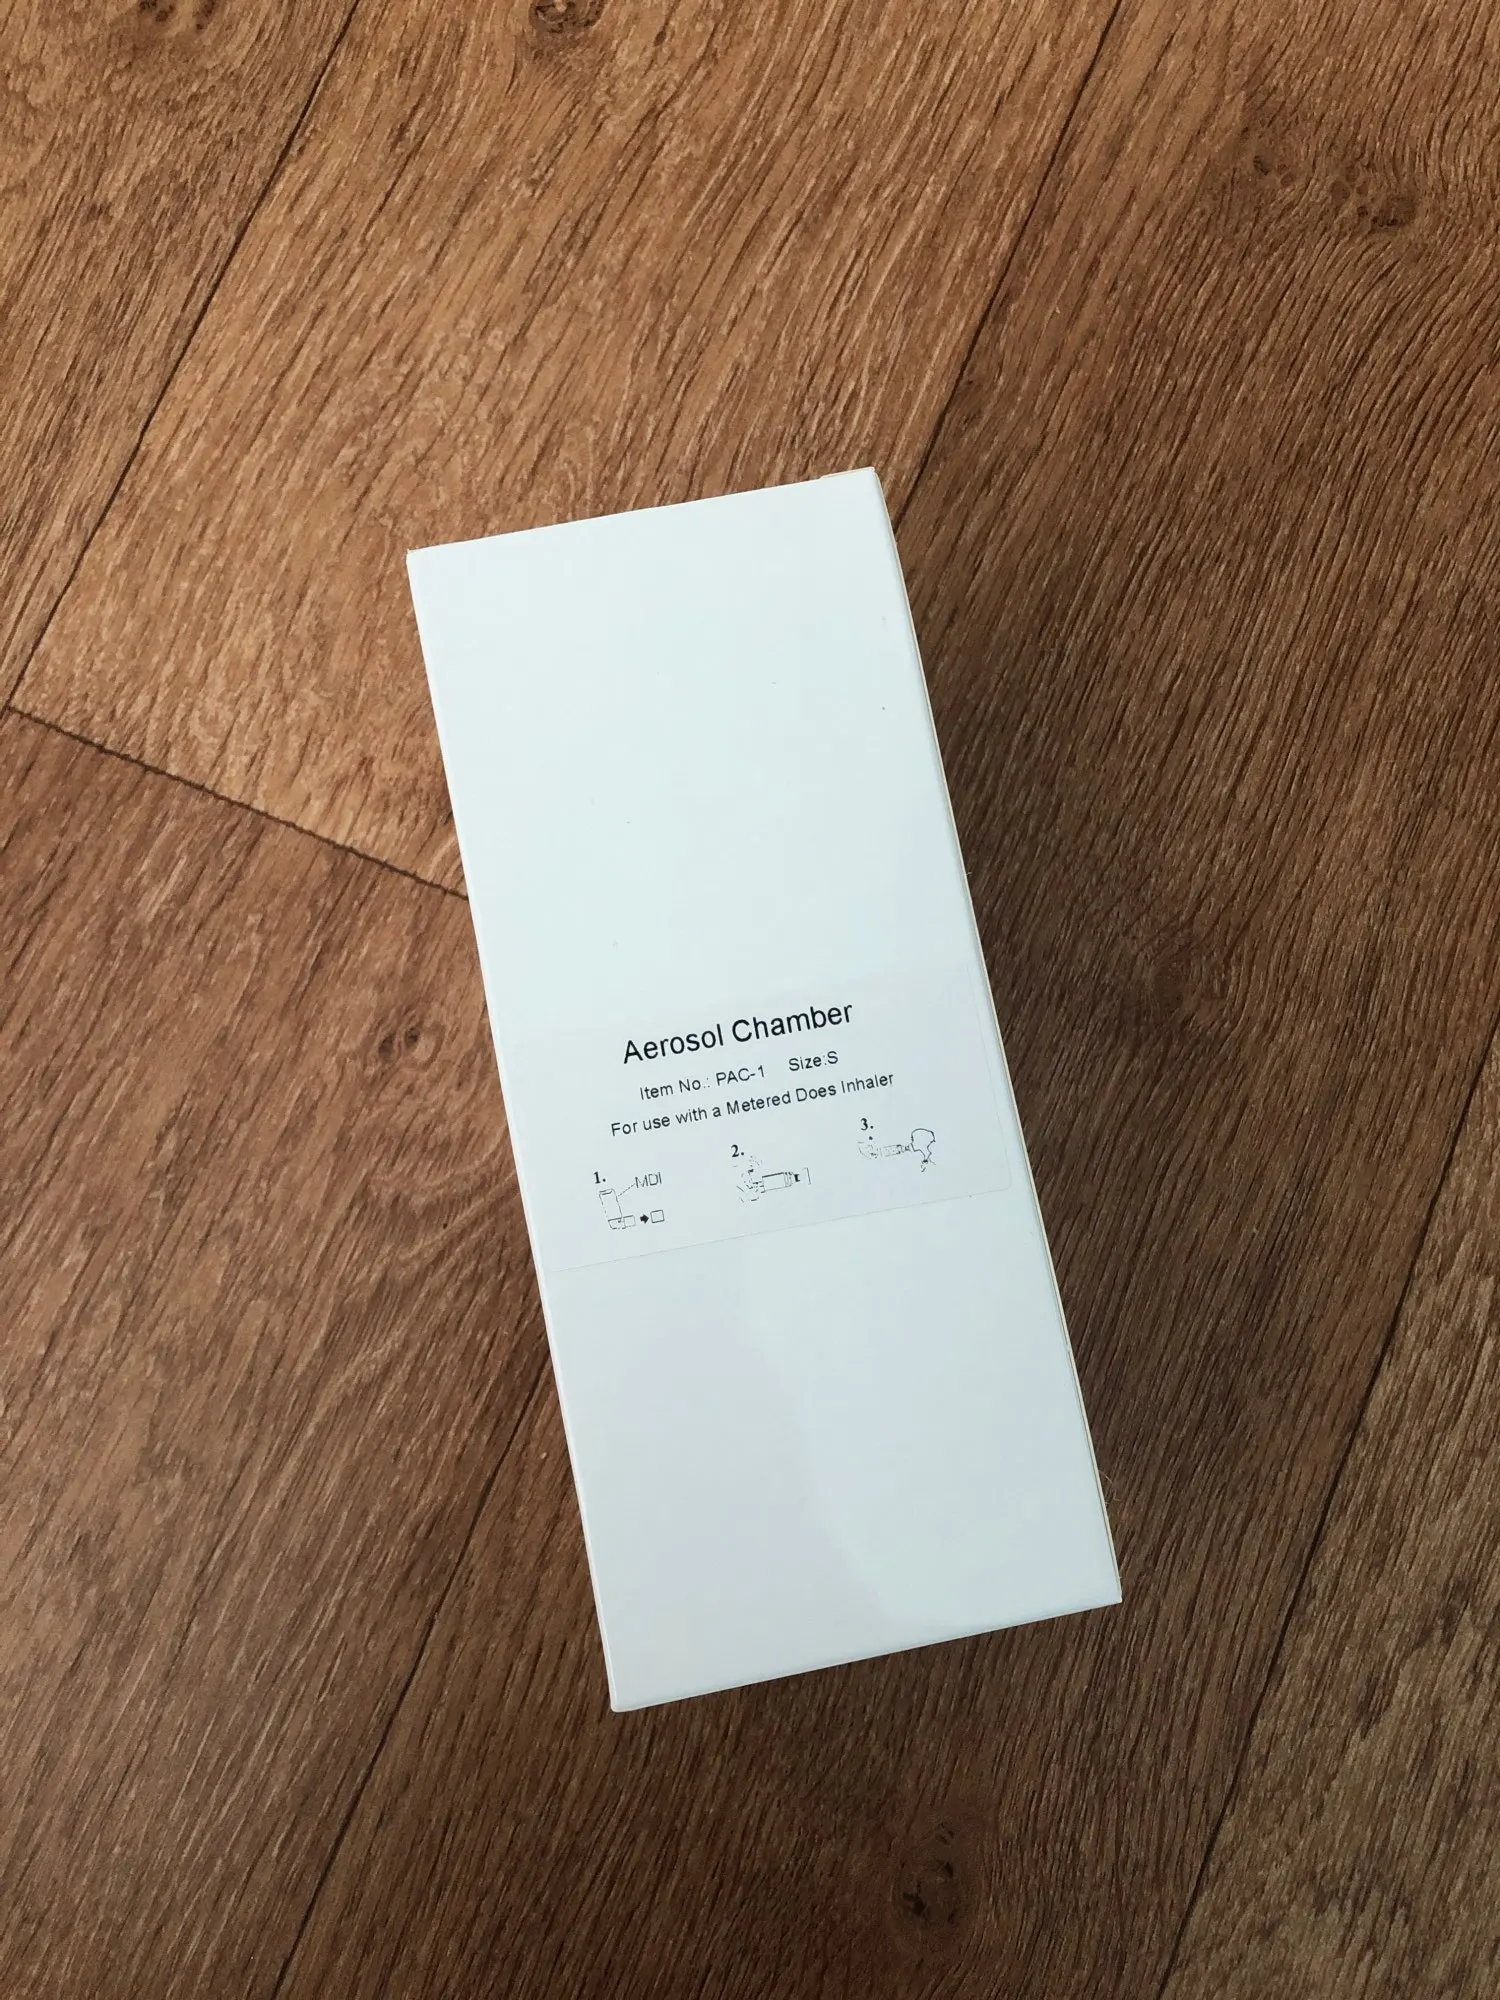 Aerosol Chamber
Item No.: PAC-1 Size:S
For use with a Metered Does Inhaler
1. 2. 3.
MDI